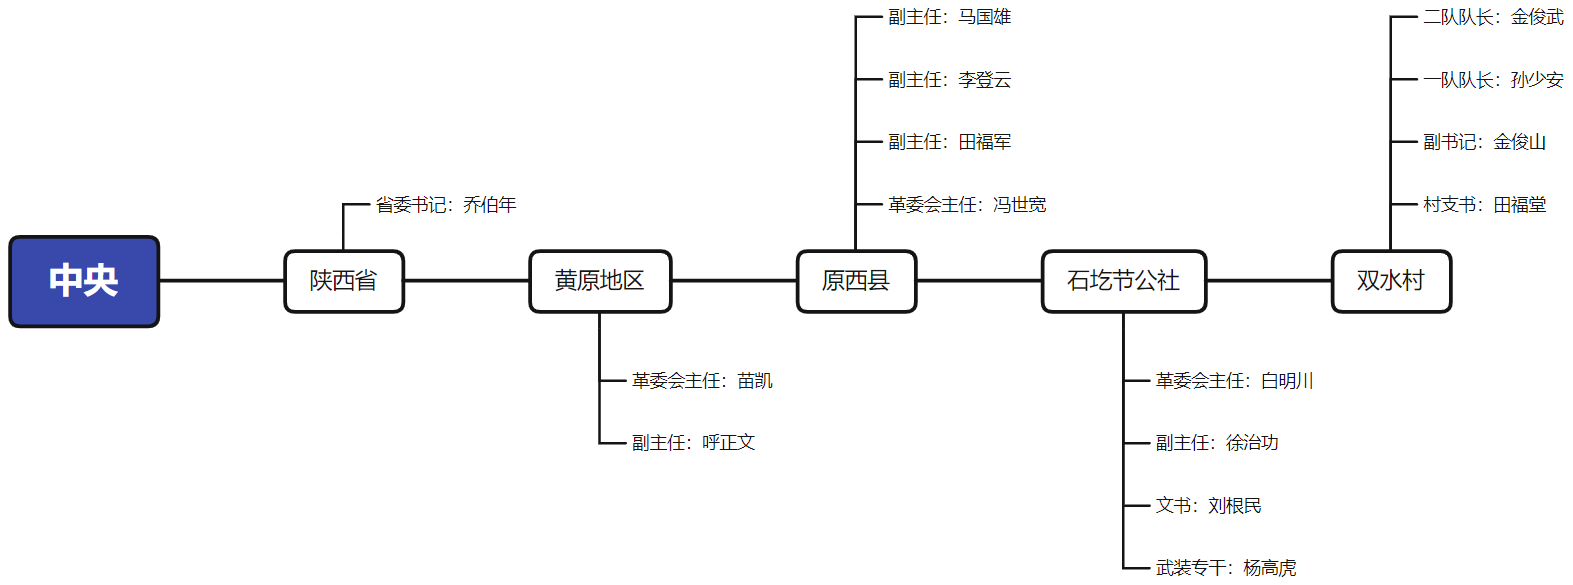 中央
陕西省
省委书记：乔伯年
黄原地区
革委会主任：苗凯
副主任：呼正文
原西县
副主任：马国雄
副主任：李登云
副主任：田福军
革委会主任：冯世宽
石圪节公社
革委会主任：白明川
副主任：徐治功
文书：刘根民
武装专干：杨高虎
双水村
二队队长：金俊武
一队队长：孙少安
副书记：金俊山
村支书：田福堂